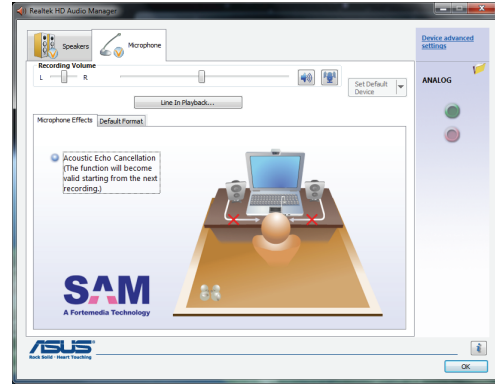 Realtek HD Audio Manager
Speakers
Microphone
Device advanced
settings
Recording Volume
L
R
Set Default
Device
ANALOG
Line In Playback...
Microphone Effects
Default Format
Acoustic Echo Cancellation
(The function will become
valid starting from the next
recording.)
SAM
A Fortemedia Technology
ASUS
Rock Solid · Heart Touching
i
OK